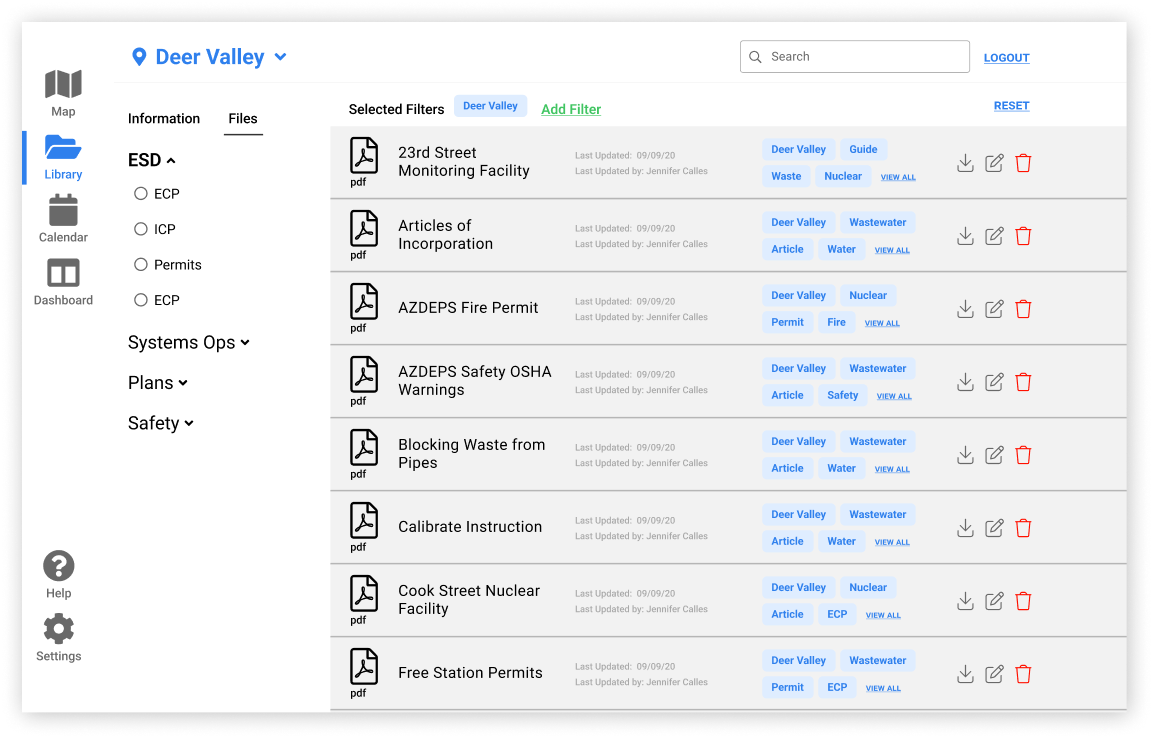 Deer Valley
Search
LOGOUT
Map
Library
Calendar
Dashboard
Help
Settings
Information
Files
ESD
ECP
ICP
Permits
ECP
Systems Ops
Plans
Safety
Selected Filters
Deer Valley
Add Filter
RESET
pdf
23rd Street
Monitoring Facility
Last Updated: 09/09/20
Last Updated by: Jennifer Calles
Deer Valley Guide
Waste Nuclear VIEW ALL
pdf
Articles of
Incorporation
Last Updated: 09/09/20
Last Updated by: Jennifer Calles
Deer Valley Wastewater
Article Water VIEW ALL
pdf
AZDEPS Fire Permit
Last Updated: 09/09/20
Last Updated by: Jennifer Calles
Deer Valley Nuclear
Permit Fire VIEW ALL
pdf
AZDEPS Safety OSHA
Warnings
Last Updated: 09/09/20
Last Updated by: Jennifer Calles
Deer Valley Wastewater
Article Safety VIEW ALL
pdf
Blocking Waste from
Pipes
Last Updated: 09/09/20
Last Updated by: Jennifer Calles
Deer Valley Wastewater
Article Water VIEW ALL
pdf
Calibrate Instruction
Last Updated: 09/09/20
Last Updated by: Jennifer Calles
Deer Valley Wastewater
Article Water VIEW ALL
pdf
Cook Street Nuclear
Facility
Last Updated: 09/09/20
Last Updated by: Jennifer Calles
Deer Valley Nuclear
Article ECP VIEW ALL
pdf
Free Station Permits
Last Updated: 09/09/20
Last Updated by: Jennifer Calles
Deer Valley Wastewater
Permit ECP VIEW ALL